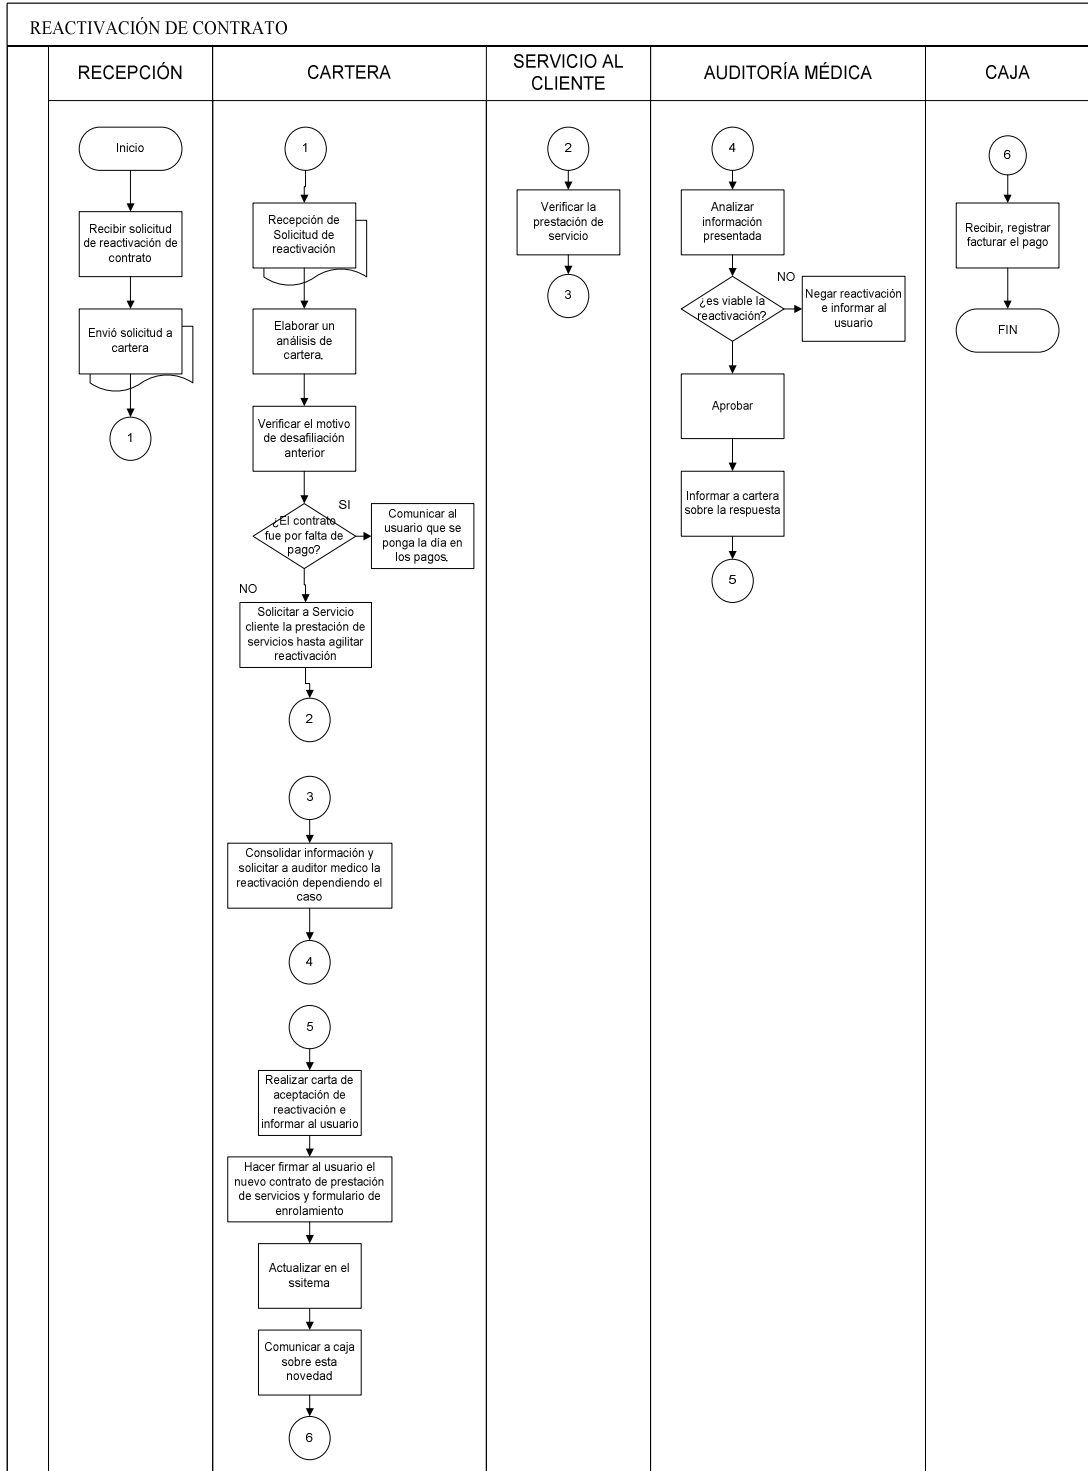 REACTIVACIÓN DE CONTRATO
RECEPCIÓN
CARTERA
SERVICIO AL
CLIENTE
AUDITORÍA MÉDICA
CAJA
Inicio
Recibir solicitud
de reactivación de
contrato
Envió solicitud a
cartera
1
1
Recepción de
Solicitud de
reactivación
Elaborar un
análisis de
cartera.
Verificar el motivo
de desafiliación
anterior
¿El contrato
fue por falta de
pago?
SI
Comunicar al
usuario que se
ponga la día en
los pagos.
NO
Solicitar a Servicio
cliente la prestación de
servicios hasta agilitar
reactivación
2
3
Consolidar información y
solicitar a auditor medico la
reactivación dependiendo el
caso
4
5
Realizar carta de
aceptación de
reactivación e
informar al usuario
Hacer firmar al usuario el
nuevo contrato de prestación
de servicios y formulario de
enrolamiento
Actualizar en el
ssitema
Comunicar a caja
sobre esta
novedad
6
2
Verificar la
prestación de
servicio
3
4
Analizar
información
presentada
¿es viable la
reactivación?
NO
Negar reactivación
e informar al
usuario
Aprobar
Informar a cartera
sobre la respuesta
5
6
Recibir, registrar
facturar el pago
FIN